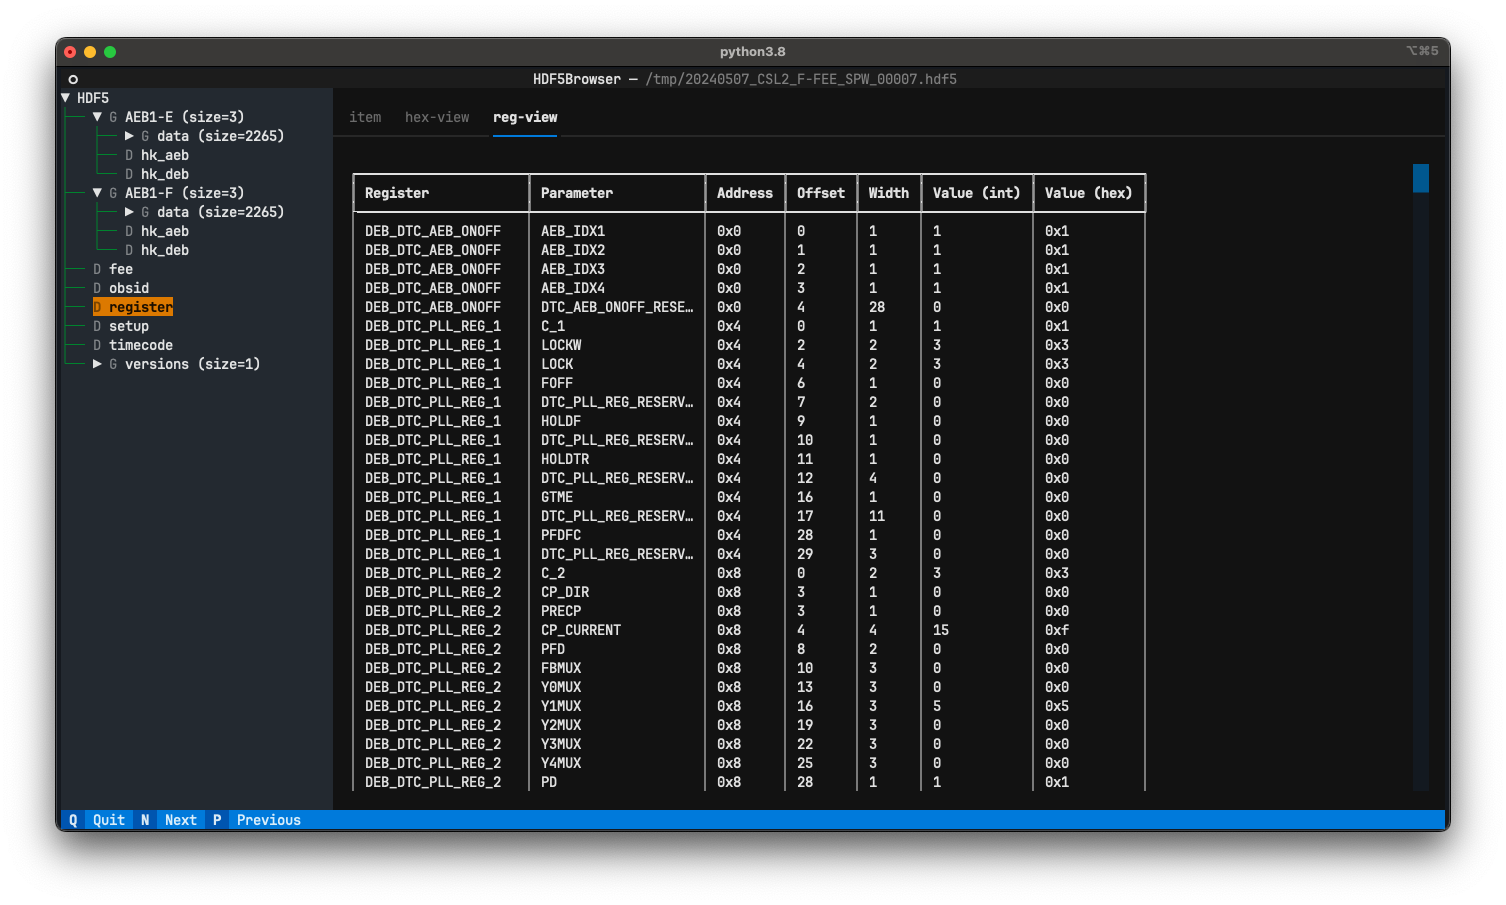 python3.8
⌥⌘5
HDF5Browser — /tmp/20240507_CSL2_F-FEE_SPW_00007.hdf5
▼ HDF5
▼ G AEB1-E (size=3)
▶ G data (size=2265)
D hk_aeb
D hk_deb
▼ G AEB1-F (size=3)
▶ G data (size=2265)
D hk_aeb
D hk_deb
D fee
D obsid
D register
D setup
D timecode
▶ G versions (size=1)
item hex-view reg-view
Register Parameter Address Offset Width Value (int) Value (hex)
DEB_DTC_AEB_ONOFF AEB_IDX1 0x0 0 1 1 0x1
DEB_DTC_AEB_ONOFF AEB_IDX2 0x0 1 1 1 0x1
DEB_DTC_AEB_ONOFF AEB_IDX3 0x0 2 1 1 0x1
DEB_DTC_AEB_ONOFF AEB_IDX4 0x0 3 1 1 0x1
DEB_DTC_AEB_ONOFF DTC_AEB_ONOFF_RESE… 0x0 4 28 0 0x0
DEB_DTC_PLL_REG_1 C_1 0x4 0 1 1 0x1
DEB_DTC_PLL_REG_1 LOCKW 0x4 2 2 3 0x3
DEB_DTC_PLL_REG_1 LOCK 0x4 4 2 3 0x3
DEB_DTC_PLL_REG_1 FOFF 0x4 6 1 0 0x0
DEB_DTC_PLL_REG_1 DTC_PLL_REG_RESERV… 0x4 7 2 0 0x0
DEB_DTC_PLL_REG_1 HOLDF 0x4 9 1 0 0x0
DEB_DTC_PLL_REG_1 DTC_PLL_REG_RESERV… 0x4 10 1 0 0x0
DEB_DTC_PLL_REG_1 HOLDTR 0x4 11 1 0 0x0
DEB_DTC_PLL_REG_1 DTC_PLL_REG_RESERV… 0x4 12 4 0 0x0
DEB_DTC_PLL_REG_1 GTME 0x4 16 1 0 0x0
DEB_DTC_PLL_REG_1 DTC_PLL_REG_RESERV… 0x4 17 11 0 0x0
DEB_DTC_PLL_REG_1 PFDFC 0x4 28 1 0 0x0
DEB_DTC_PLL_REG_1 DTC_PLL_REG_RESERV… 0x4 29 3 0 0x0
DEB_DTC_PLL_REG_2 C_2 0x8 0 2 3 0x3
DEB_DTC_PLL_REG_2 CP_DIR 0x8 3 1 0 0x0
DEB_DTC_PLL_REG_2 PRECP 0x8 3 1 0 0x0
DEB_DTC_PLL_REG_2 CP_CURRENT 0x8 4 4 15 0xf
DEB_DTC_PLL_REG_2 PFD 0x8 8 2 0 0x0
DEB_DTC_PLL_REG_2 FBMUX 0x8 10 3 0 0x0
DEB_DTC_PLL_REG_2 Y0MUX 0x8 13 3 0 0x0
DEB_DTC_PLL_REG_2 Y1MUX 0x8 16 3 5 0x5
DEB_DTC_PLL_REG_2 Y2MUX 0x8 19 3 0 0x0
DEB_DTC_PLL_REG_2 Y3MUX 0x8 22 3 0 0x0
DEB_DTC_PLL_REG_2 Y4MUX 0x8 25 3 0 0x0
DEB_DTC_PLL_REG_2 PD 0x8 28 1 1 0x1
Q Quit N Next P Previous